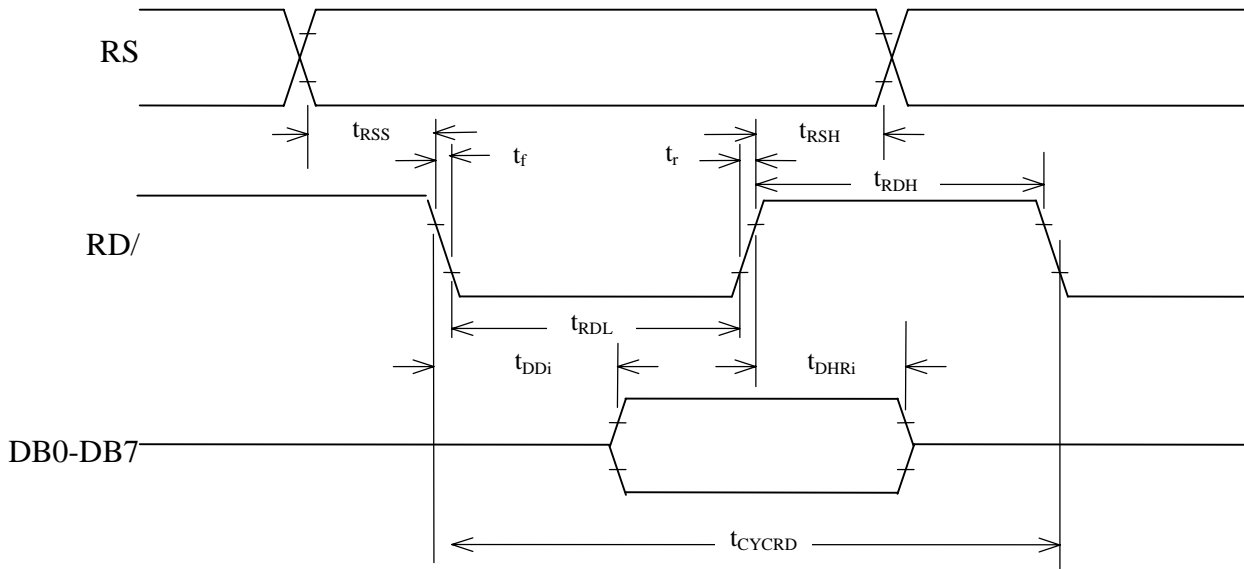 RS
tRSS
tRSH
tf
tr
tRDH
RD/
tRDL
tDDi
tDHRi
DB0-DB7
tCYCRD